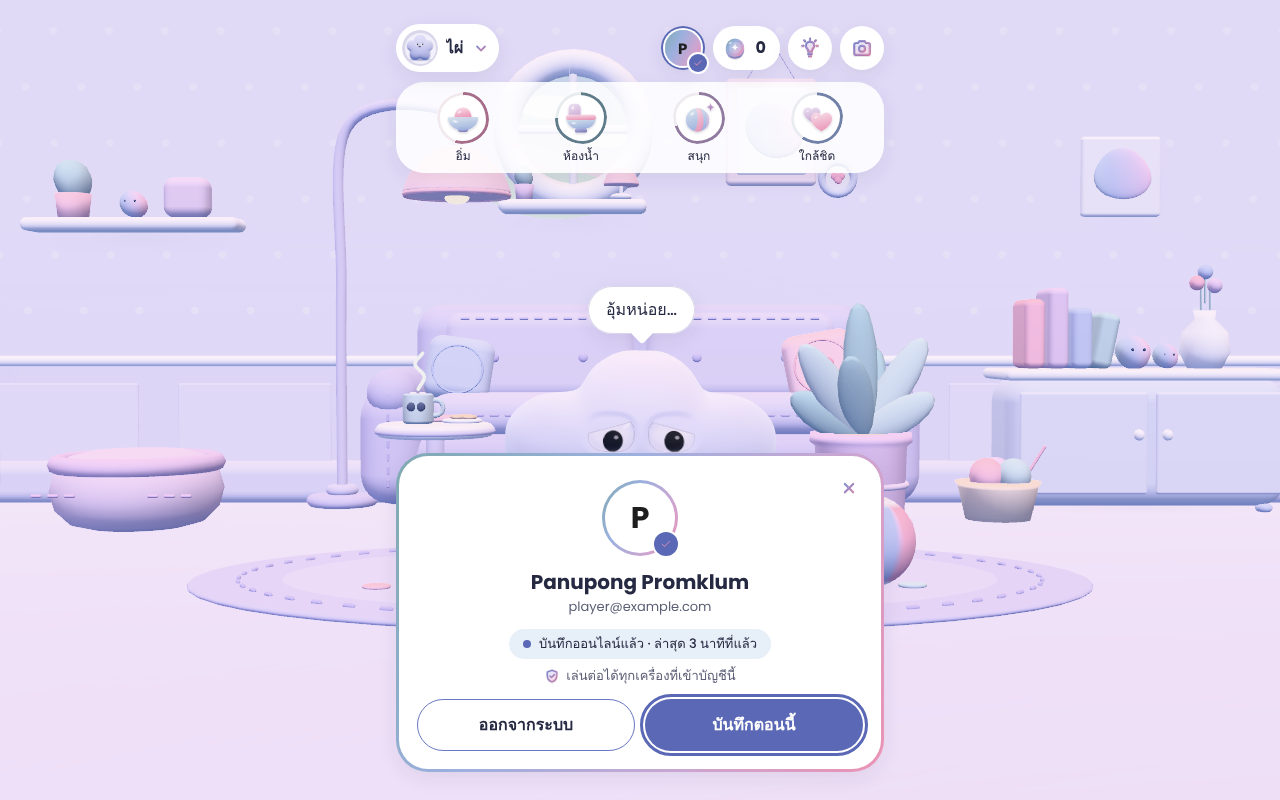 ไผ่
P
0
อิ่ม
ห้องน้ำ
สนุก
ใกล้ชิด
อุ้มหน่อย...
P
Panupong Promklum
player@example.com
บันทึกออนไลน์แล้ว · ล่าสุด 3 นาทีที่แล้ว
เล่นต่อได้ทุกเครื่องที่เข้าบัญชีนี้
ออกจากระบบ
บันทึกตอนนี้